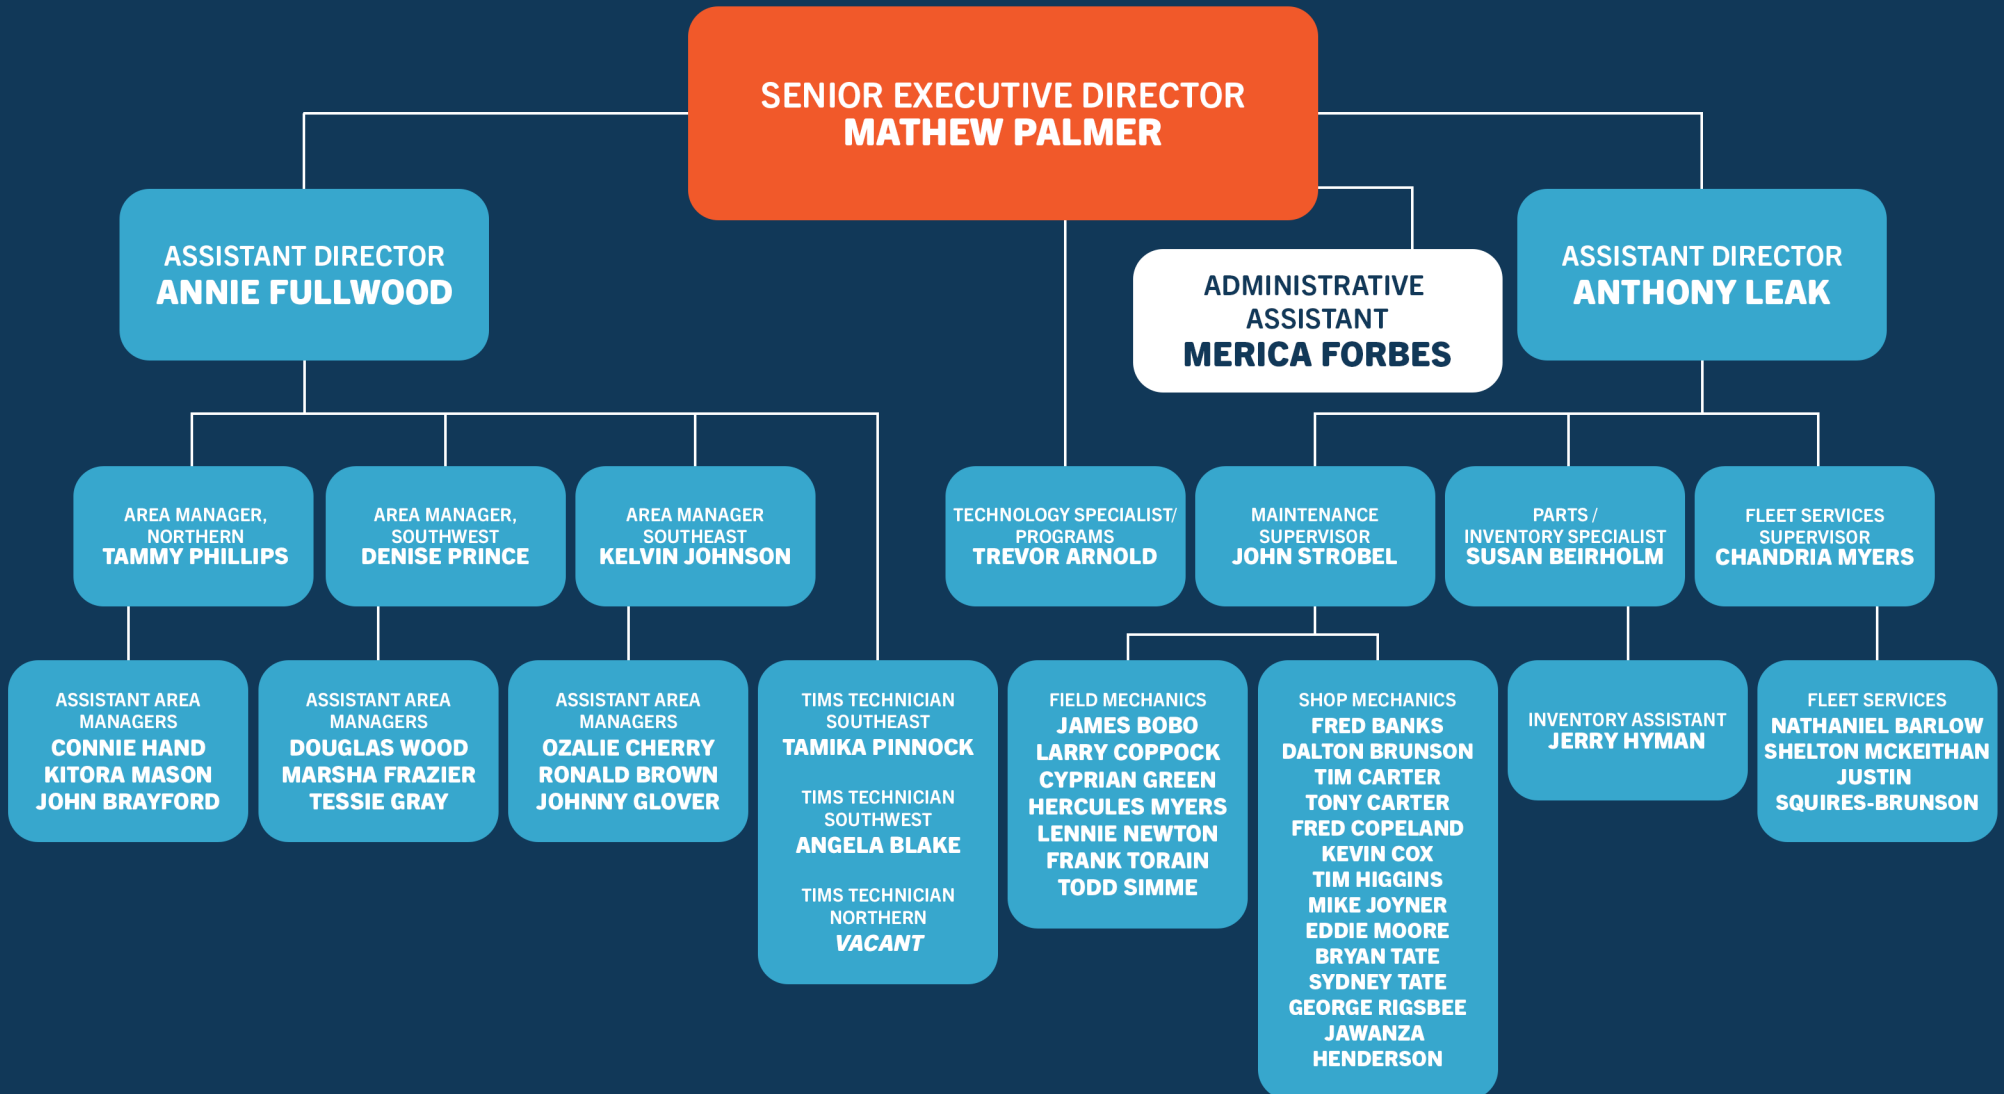 SENIOR EXECUTIVE DIRECTOR
MATHEW PALMER
ASSISTANT DIRECTOR
ANNIE FULLWOOD
ADMINISTRATIVE
ASSISTANT
MERICA FORBES
ASSISTANT DIRECTOR
ANTHONY LEAK
AREA MANAGER,
NORTHERN
TAMMY PHILLIPS
AREA MANAGER,
SOUTHWEST
DENISE PRINCE
AREA MANAGER
SOUTHEAST
KELVIN JOHNSON
TECHNOLOGY SPECIALIST/
PROGRAMS
TREVOR ARNOLD
MAINTENANCE
SUPERVISOR
JOHN STROBEL
PARTS /
INVENTORY SPECIALIST
SUSAN BEIRHOLM
FLEET SERVICES
SUPERVISOR
CHANDRIA MYERS
ASSISTANT AREA
MANAGERS
CONNIE HAND
KITORA MASON
JOHN BRAYFORD
ASSISTANT AREA
MANAGERS
DOUGLAS WOOD
MARSHA FRAZIER
TESSIE GRAY
ASSISTANT AREA
MANAGERS
OZALIE CHERRY
RONALD BROWN
JOHNNY GLOVER
TIMS TECHNICIAN
SOUTHEAST
TAMIKA PINNOCK
TIMS TECHNICIAN
SOUTHWEST
ANGELA BLAKE
TIMS TECHNICIAN
NORTHERN
VACANT
FIELD MECHANICS
JAMES BOBO
LARRY COPPOCK
CYPRIAN GREEN
HERCULES MYERS
LENNIE NEWTON
FRANK TORAIN
TODD SIMME
SHOP MECHANICS
FRED BANKS
DALTON BRUNSON
TIM CARTER
TONY CARTER
FRED COPELAND
KEVIN COX
TIM HIGGINS
MIKE JOYNER
EDDIE MOORE
BRYAN TATE
SYDNEY TATE
GEORGE RIGSBEE
JAWANZA
HENDERSON
INVENTORY ASSISTANT
JERRY HYMAN
FLEET SERVICES
NATHANIEL BARLOW
SHELTON MCKEITHAN
JUSTIN
SQUIRES-BRUNSON